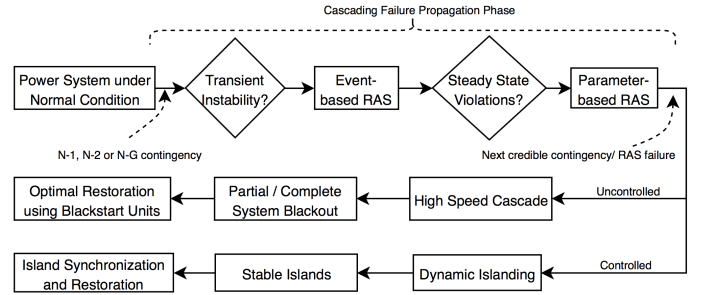 Cascading Failure Propagation Phase
Power System under
Normal Condition
Transient
Instability?
Event-
based RAS
Steady State
Violations?
Parameter-
based RAS
N-1, N-2 or N-G contingency
Next credible contingency/ RAS failure
Optimal Restoration
using Blackstart Units
Partial / Complete
System Blackout
High Speed Cascade
Uncontrolled
Island Synchronization
and Restoration
Stable Islands
Dynamic Islanding
Controlled